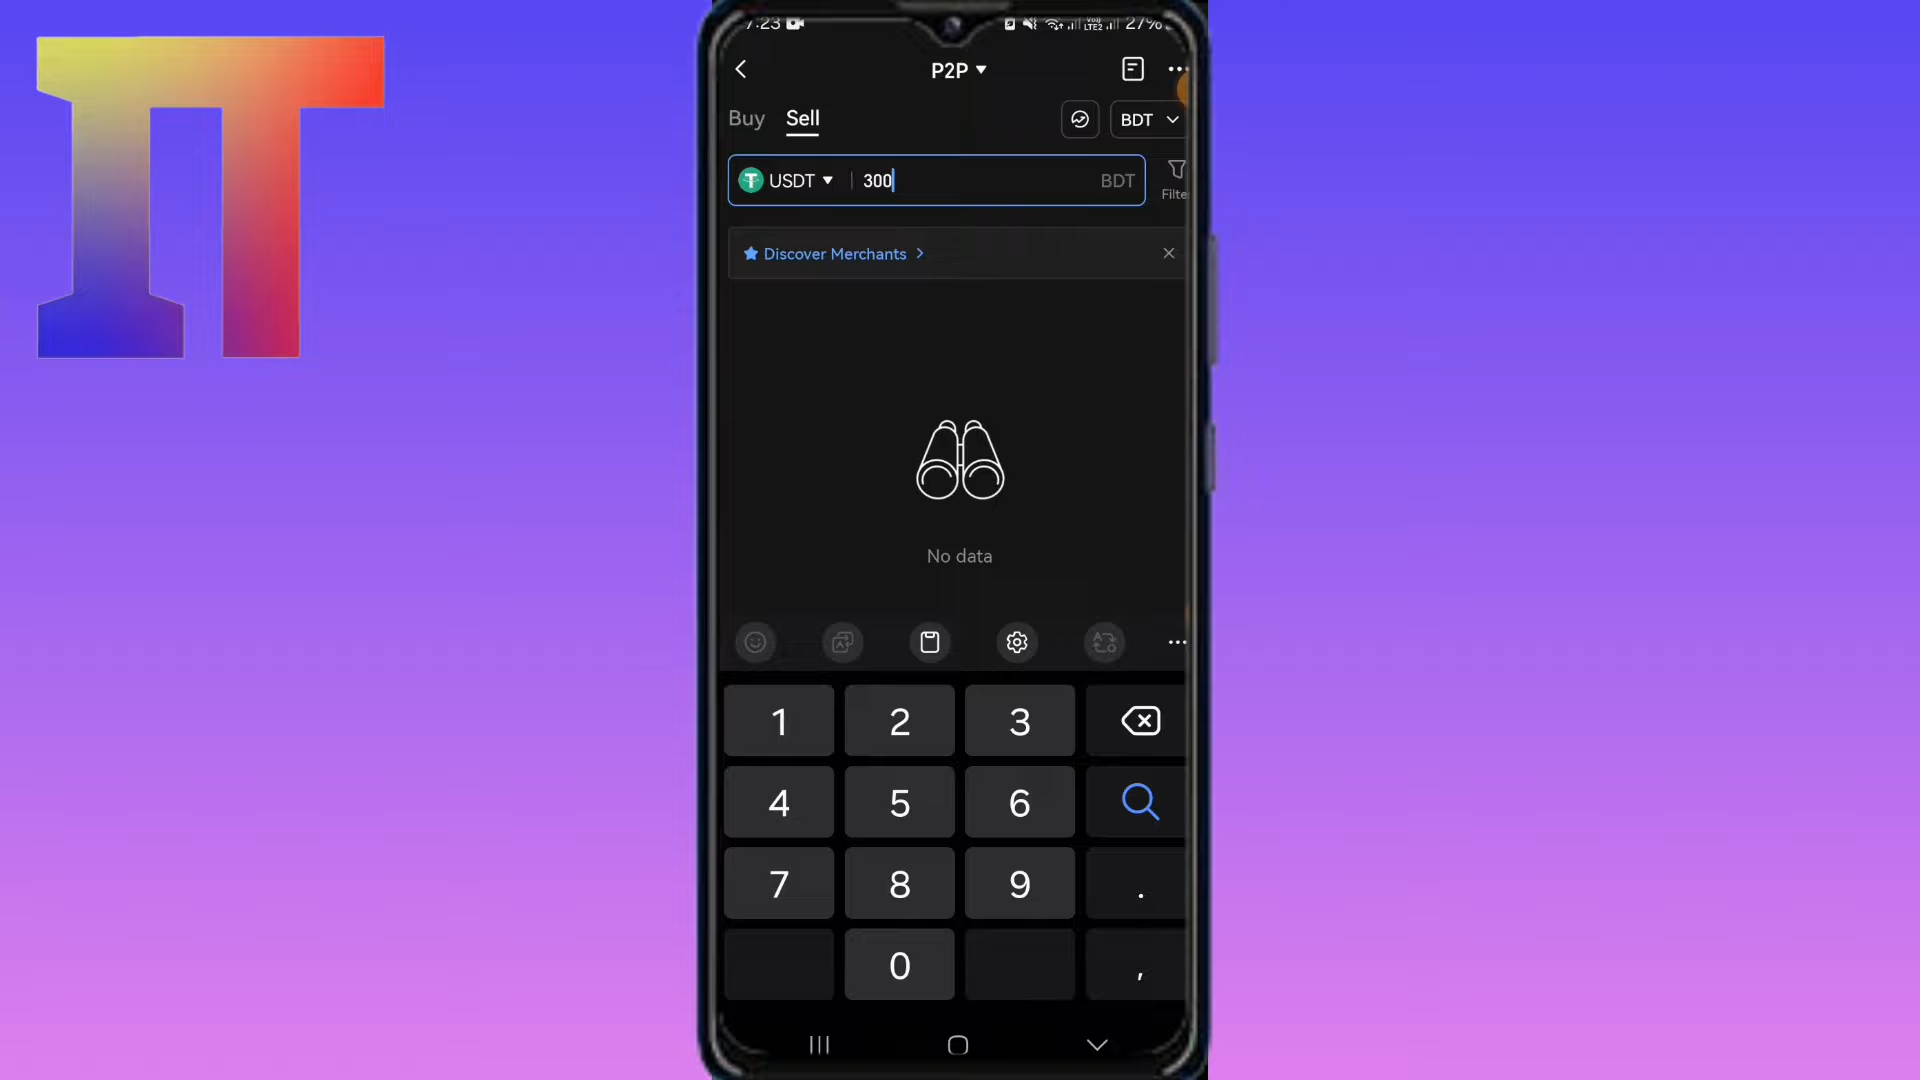 IT
7:23 27%
P2P
Buy Sell BDT
USDT 300 BDT
Filte
Discover Merchants
No data
1 2 3
4 5 6
7 8 9 .
0 ,